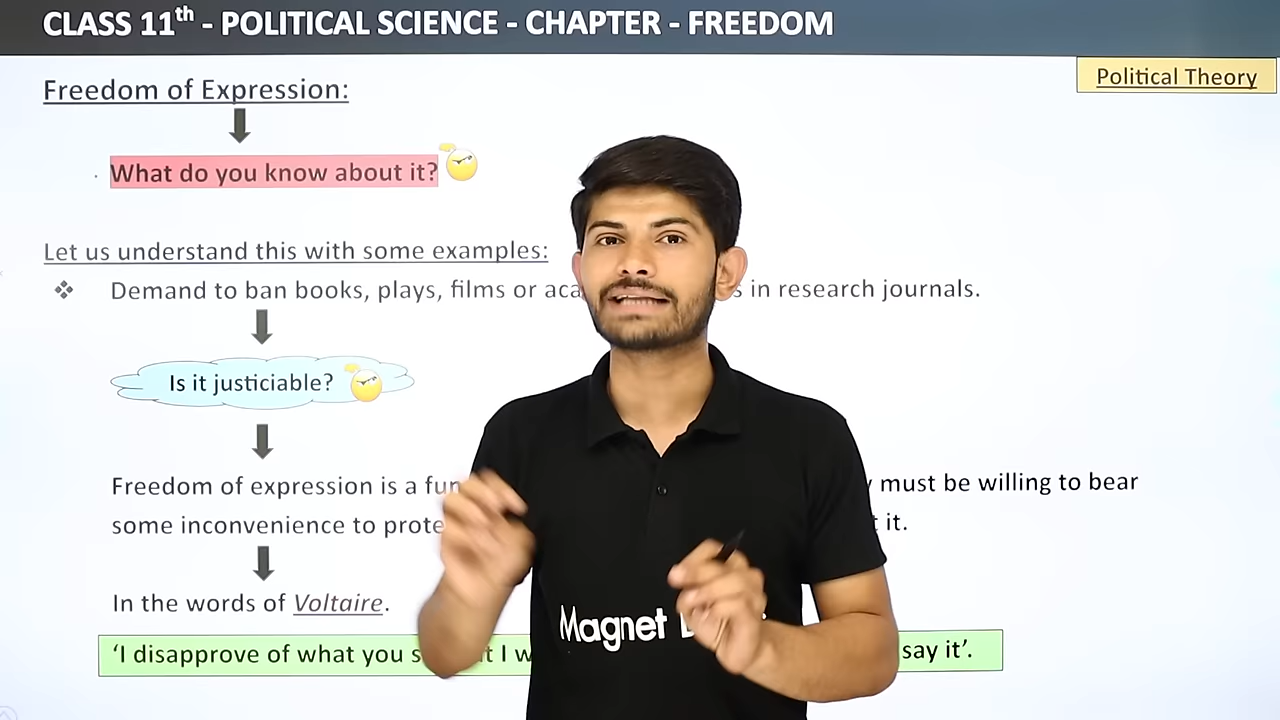 CLASS 11th - POLITICAL SCIENCE - CHAPTER - FREEDOM
Political Theory
Freedom of Expression:
What do you know about it?
Let us understand this with some examples:
❖ Demand to ban books, plays, films or in research journals.
Is it justiciable?
Freedom of expression is a must be willing to bear
some inconvenience to it.
In the words of Voltaire.
‘I disapprove of what you I say it’.
Magnet